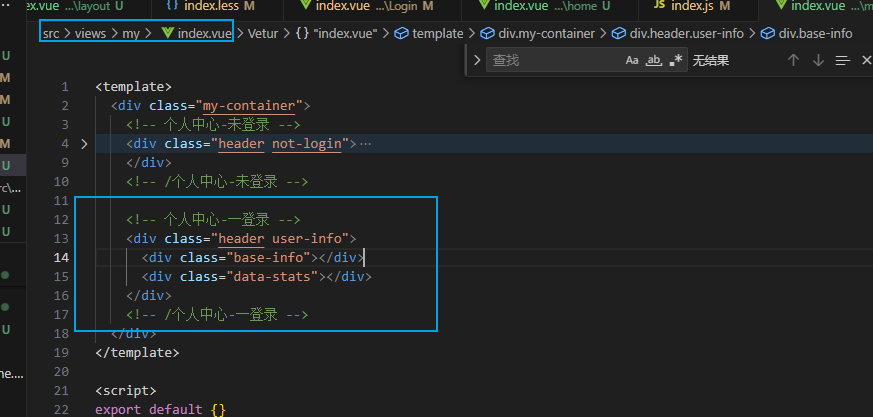 ex.vue ...\layout U
index.less ...
index.vue ...\Login M
index.vue ...\home U
JS index.js M
index.vue ...\m
src > views > my > index.vue > Vetur > {} "index.vue" > template > div.my-container > div.header.user-info > div.base-info
查找 Aa ab .* 无结果
U
M
M
U
M
U
rc\...
U
U
U
ne....
1 <template>
2 <div class="my-container">
3 <!-- 个人中心-未登录 -->
4 <div class="header not-login">...
9 </div>
10 <!-- /个人中心-未登录 -->
11
12 <!-- 个人中心-一登录 -->
13 <div class="header user-info">
14 <div class="base-info"></div>
15 <div class="data-stats"></div>
16 </div>
17 <!-- /个人中心-一登录 -->
18 </div>
19 </template>
20
21 <script>
22 export default {}